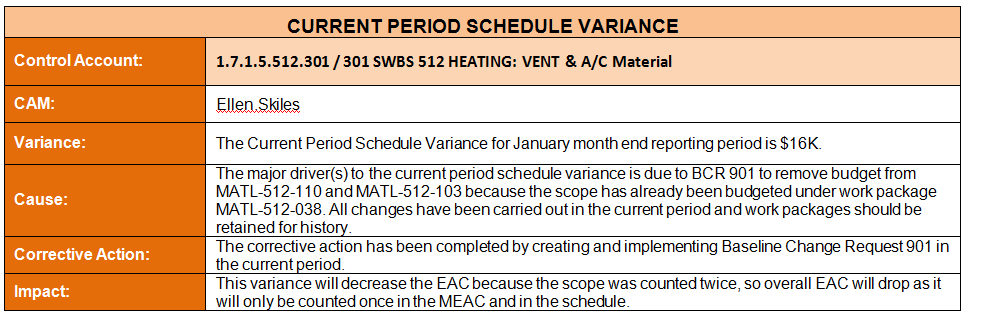 CURRENT PERIOD SCHEDULE VARIANCE
Control Account: 1.7.1.5.512.301 / 301 SWBS 512 HEATING: VENT & A/C Material
CAM: Ellen.Skiles
Variance: The Current Period Schedule Variance for January month end reporting period is $16K.
Cause: The major driver(s) to the current period schedule variance is due to BCR 901 to remove budget from
MATL-512-110 and MATL-512-103 because the scope has already been budgeted under work package
MATL-512-038. All changes have been carried out in the current period and work packages should be
retained for history.
Corrective Action: The corrective action has been completed by creating and implementing Baseline Change Request 901 in
the current period.
Impact: This variance will decrease the EAC because the scope was counted twice, so overall EAC will drop as it
will only be counted once in the MEAC and in the schedule.